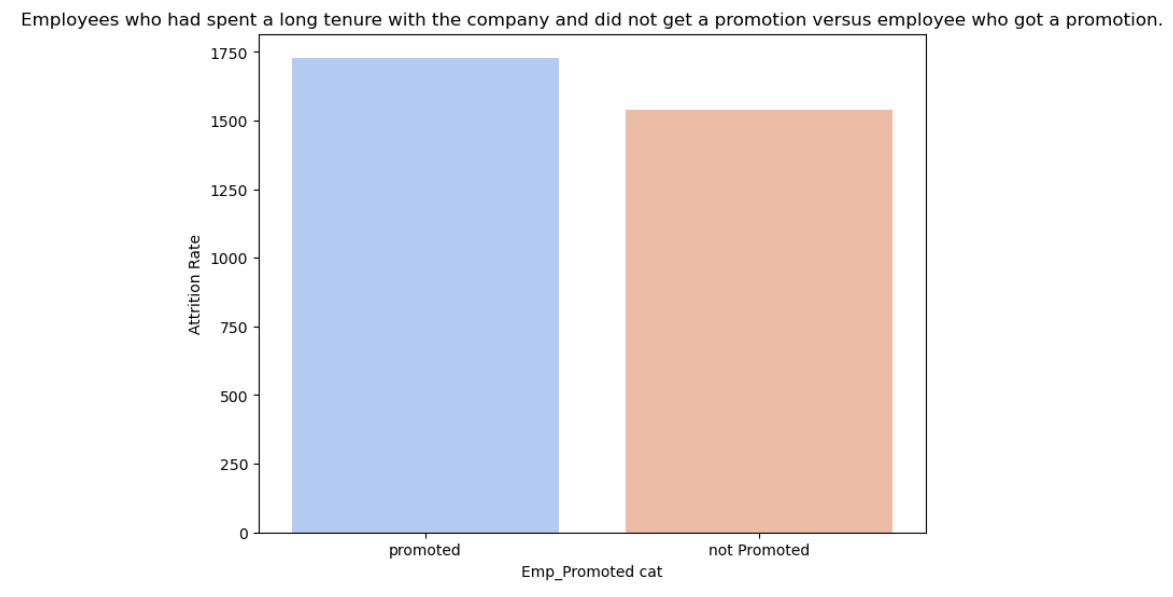 Employees who had spent a long tenure with the company and did not get a promotion versus employee who got a promotion.
1750
1500
1250
1000
750
500
250
0
Attrition Rate
promoted
not Promoted
Emp_Promoted cat